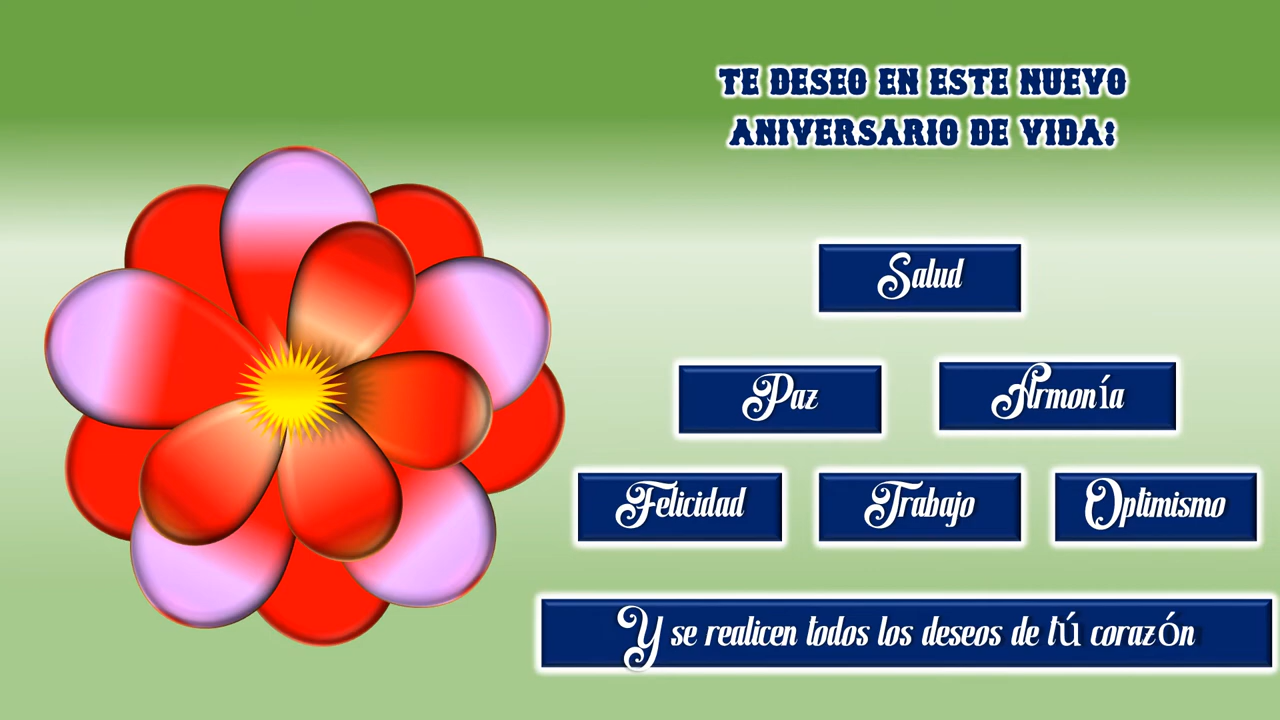 TE DESEO EN ESTE NUEVO
ANIVERSARIO DE VIDA:
Salud
Paz
Armonía
Felicidad
Trabajo
Optimismo
Y se realicen todos los deseos de tú corazón